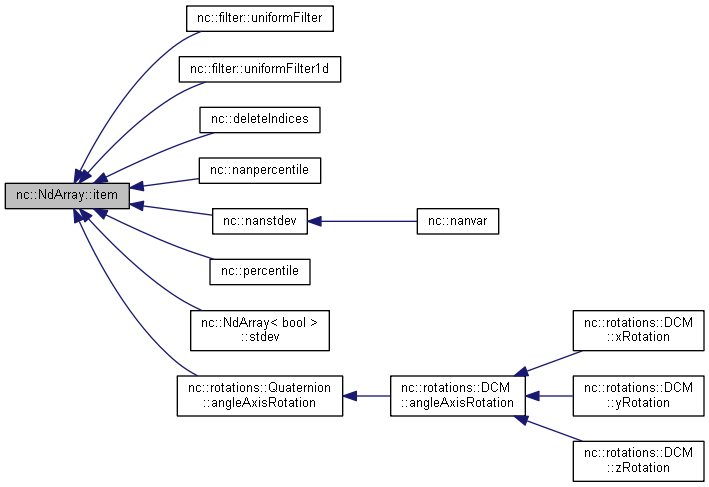 nc::filter::uniformFilter
nc::filter::uniformFilter1d
nc::deleteIndices
nc::nanpercentile
nc::NdArray::item
nc::nanstdev
nc::nanvar
nc::percentile
nc::NdArray< bool >
::stdev
nc::rotations::Quaternion
::angleAxisRotation
nc::rotations::DCM
::angleAxisRotation
nc::rotations::DCM
::xRotation
nc::rotations::DCM
::yRotation
nc::rotations::DCM
::zRotation